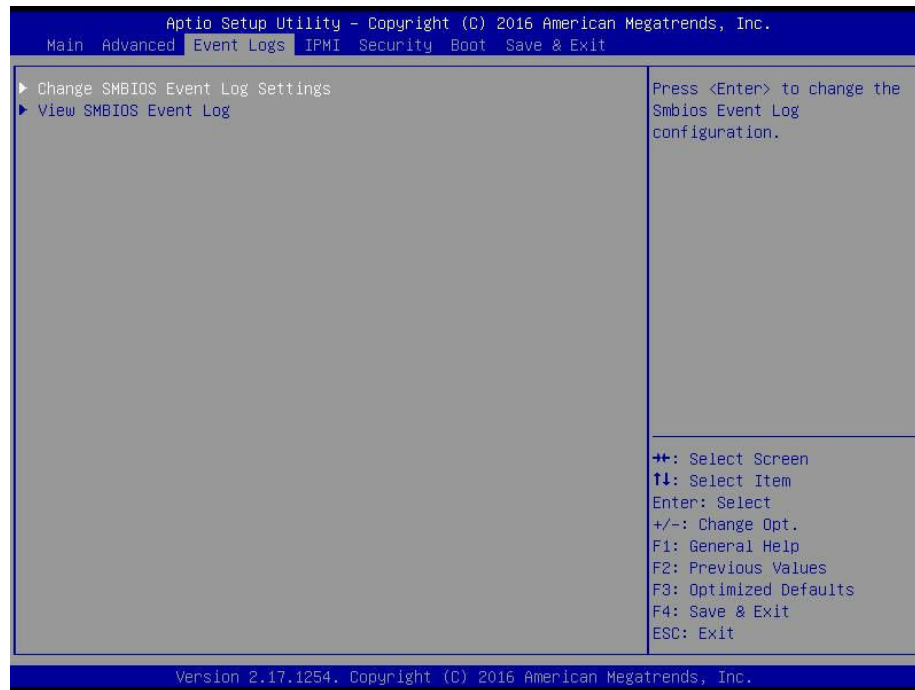 Aptio Setup Utility – Copyright (C) 2016 American Megatrends, Inc.
Main Advanced Event Logs IPMI Security Boot Save & Exit
▶ Change SMBIOS Event Log Settings
▶ View SMBIOS Event Log
Press <Enter> to change the
Smbios Event Log
configuration.
→←: Select Screen
↑↓: Select Item
Enter: Select
+/-: Change Opt.
F1: General Help
F2: Previous Values
F3: Optimized Defaults
F4: Save & Exit
ESC: Exit
Version 2.17.1254. Copyright (C) 2016 American Megatrends, Inc.